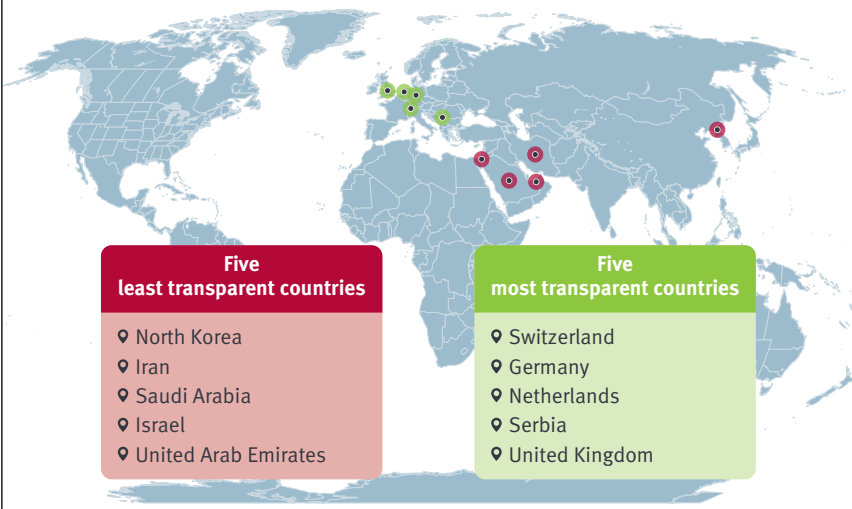 Five
least transparent countries
North Korea
Iran
Saudi Arabia
Israel
United Arab Emirates
Five
most transparent countries
Switzerland
Germany
Netherlands
Serbia
United Kingdom